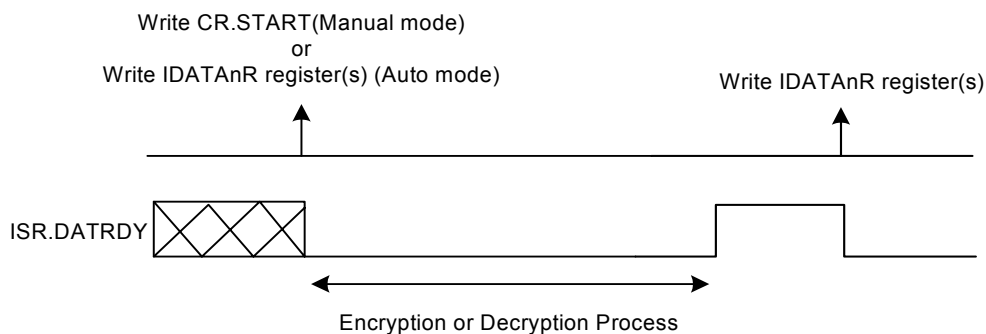 Write CR.START(Manual mode)
or
Write IDATAnR register(s) (Auto mode)
Write IDATAnR register(s)
ISR.DATRDY
Encryption or Decryption Process